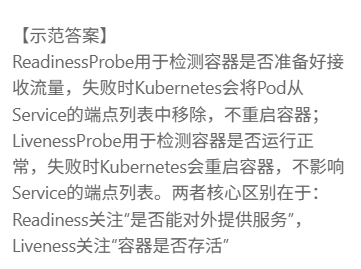 【示范答案】
ReadinessProbe用于检测容器是否准备好接
收流量，失败时Kubernetes会将Pod从
Service的端点列表中移除，不重启容器；
LivenessProbe用于检测容器是否运行正
常，失败时Kubernetes会重启容器，不影响
Service的端点列表。两者核心区别在于：
Readiness关注"是否能对外提供服务"，
Liveness关注“容器是否存活”